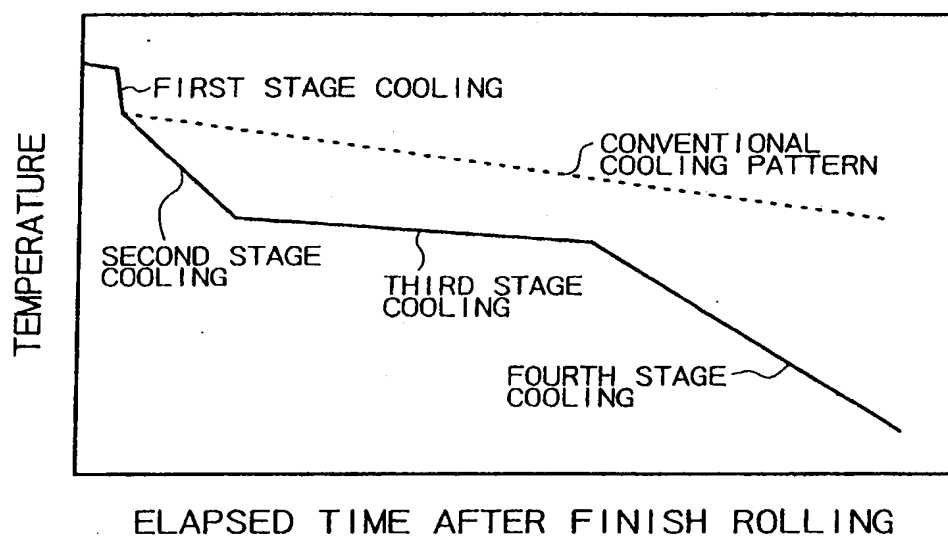 FIRST STAGE COOLING
CONVENTIONAL
COOLING PATTERN
SECOND STAGE
COOLING
THIRD STAGE
COOLING
FOURTH STAGE
COOLING
TEMPERATURE
ELAPSED TIME AFTER FINISH ROLLING